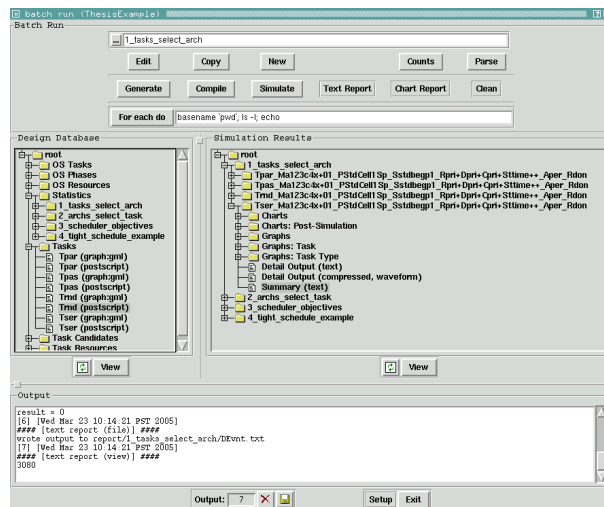 batch run (ThesisExample)
Batch Run
1_tasks_select_arch
Edit Copy New Counts Parse
Generate Compile Simulate Text Report Chart Report Clean
For each do basename `pwd`; ls -l; echo
Design Database
root
OS Tasks
OS Phases
OS Resources
Statistics
1_tasks_select_arch
2_archs_select_task
3_scheduler_objectives
4_tight_schedule_example
Tasks
Tpar (graph:gml)
Tpar (postscript)
Tpas (graph:gml)
Tpas (postscript)
Trnd (graph:gml)
Trnd (postscript)
Tser (graph:gml)
Tser (postscript)
Task Candidates
Task Resources
View
Simulation Results
root
1_tasks_select_arch
Tpar_Ma123c4x+01_PStdCell1Sp_Sstdbegp1_Rpri+Dpri+Cpri+Sttime++_Aper_Rdon
Tpas_Ma123c4x+01_PStdCell1Sp_Sstdbegp1_Rpri+Dpri+Cpri+Sttime++_Aper_Rdon
Trnd_Ma123c4x+01_PStdCell1Sp_Sstdbegp1_Rpri+Dpri+Cpri+Sttime++_Aper_Rdon
Tser_Ma123c4x+01_PStdCell1Sp_Sstdbegp1_Rpri+Dpri+Cpri+Sttime++_Aper_Rdon
Charts
Charts: Post-Simulation
Graphs
Graphs: Task
Graphs: Task Type
Detail Output (text)
Detail Output (compressed, waveform)
Summary (text)
2_archs_select_task
3_scheduler_objectives
4_tight_schedule_example
View
Output
result = 0
[6] [Wed Mar 23 10:14:21 PST 2005]
#### [text report (file)] ####
wrote output to report/1_tasks_select_arch/DEvnt.txt
[7] [Wed Mar 23 10:14:21 PST 2005]
#### [text report (view)] ####
3080
Output: 7 Setup Exit